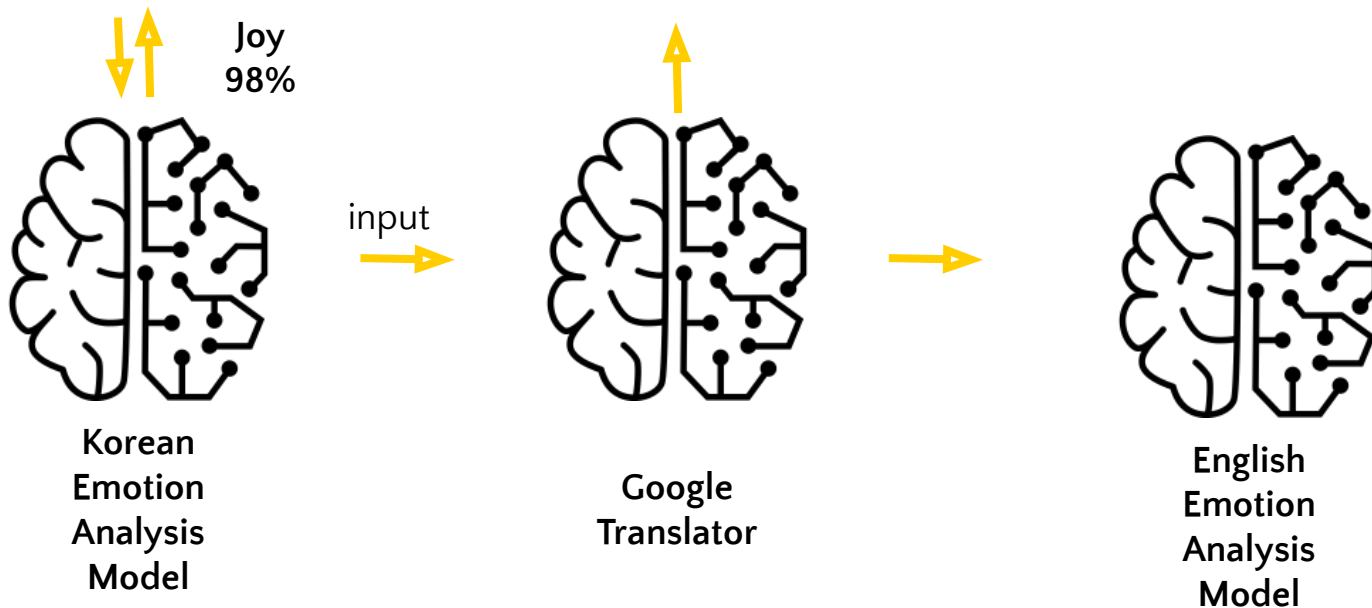 Joy
98%
input
Korean
Emotion
Analysis
Model
Google
Translator
English
Emotion
Analysis
Model